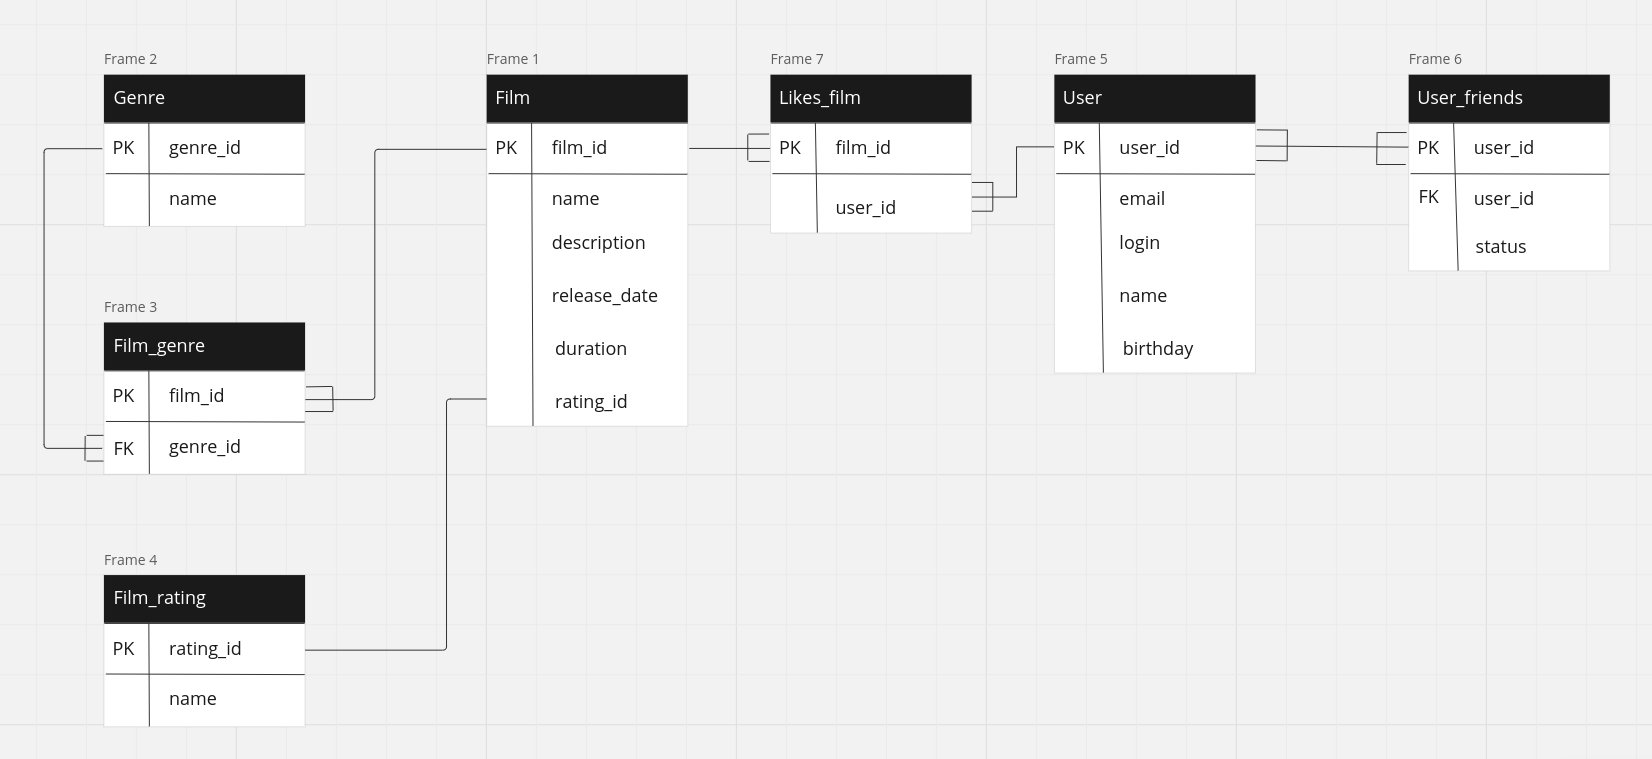 Frame 2
Genre
PK genre_id
name
Frame 3
Film_genre
PK film_id
FK genre_id
Frame 4
Film_rating
PK rating_id
name
Frame 1
Film
PK film_id
name
description
release_date
duration
rating_id
Frame 7
Likes_film
PK film_id
user_id
Frame 5
User
PK user_id
email
login
name
birthday
Frame 6
User_friends
PK user_id
FK user_id
status